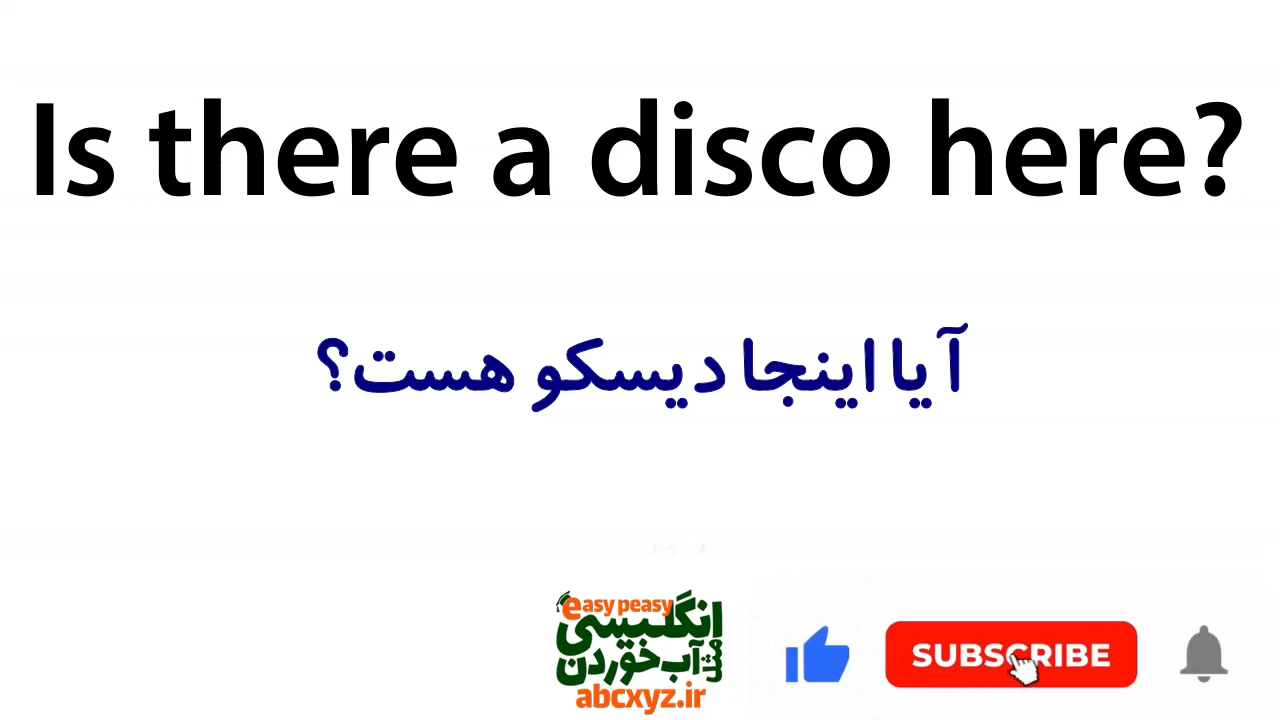 Is there a disco here?
آیا اینجا دیسکو هست؟
easy peasy
انگلیسی
مثل آب خوردن
abcxyz.ir
SUBSCRIBE